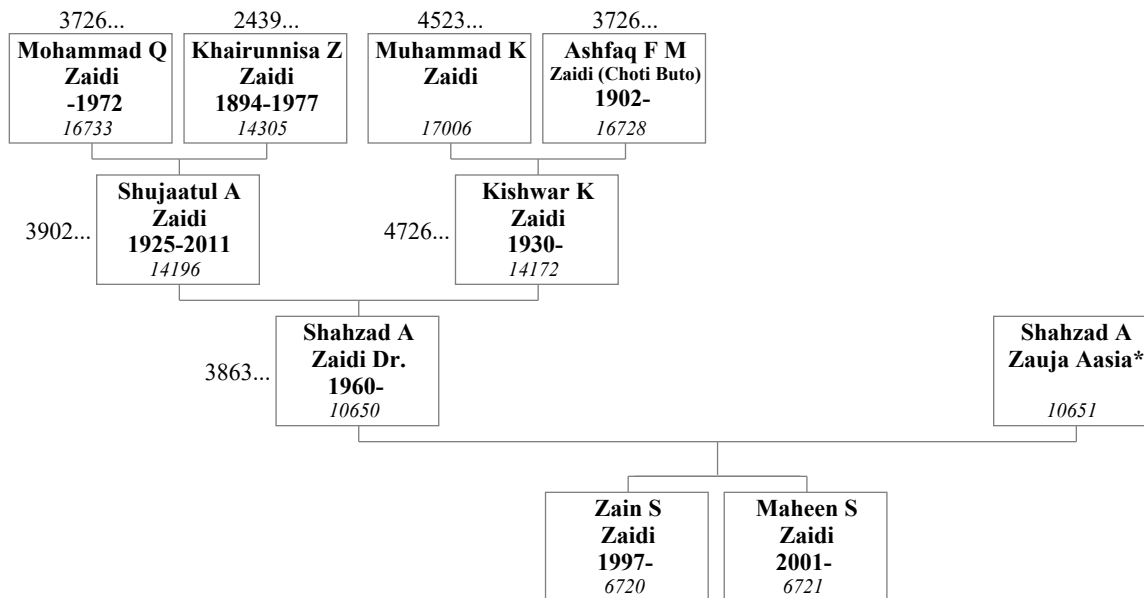 3726... 2439... 4523... 3726...
Mohammad Q
Zaidi
-1972
16733
Khairunnisa Z
Zaidi
1894-1977
14305
Muhammad K
Zaidi
17006
Ashfaq F M
Zaidi (Choti Buto)
1902-
16728
3902...
Shujaatul A
Zaidi
1925-2011
14196
4726...
Kishwar K
Zaidi
1930-
14172
3863...
Shahzad A
Zaidi Dr.
1960-
10650
Shahzad A
Zauja Aasia*
10651
Zain S
Zaidi
1997-
6720
Maheen S
Zaidi
2001-
6721